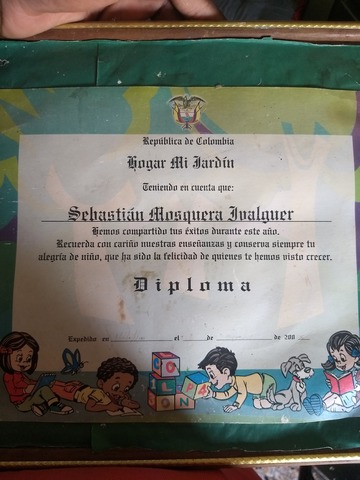 República de Colombia
Hogar Mi Jardín
Teniendo en cuenta que:
Sebastián Mosquera Ivalguer
Hemos compartido tus éxitos durante este año.
Recuerda con cariño nuestras enseñanzas y conserva siempre tu
alegría de niño, que ha sido la felicidad de quienes te hemos visto crecer.
Diploma
Expedido en el de de 200